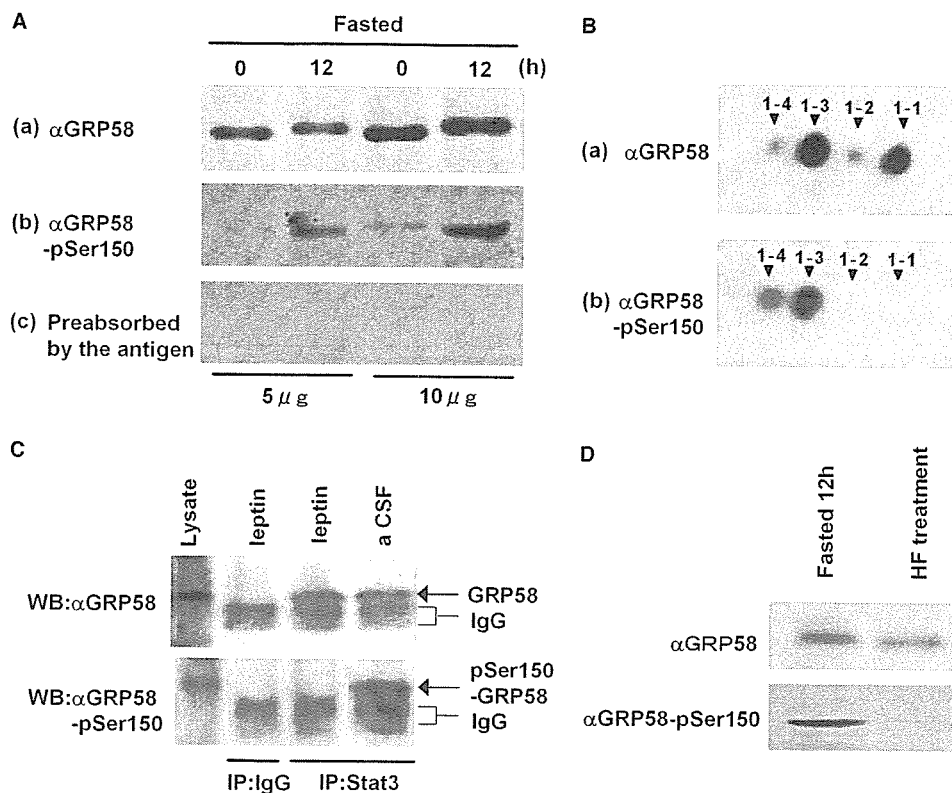 A
Fasted
0 12 0 12 (h)
(a) αGRP58
(b) αGRP58
-pSer150
(c) Preabsorbed
by the antigen
5 μg 10 μg
B
1-4 1-3 1-2 1-1
(a) αGRP58
1-4 1-3 1-2 1-1
(b) αGRP58
-pSer150
C
Lysate leptin leptin a CSF
WB:αGRP58
GRP58
IgG
WB:αGRP58
-pSer150
pSer150
-GRP58
IgG
IP:IgG IP:Stat3
D
Fasted 12h HF treatment
αGRP58
αGRP58-pSer150